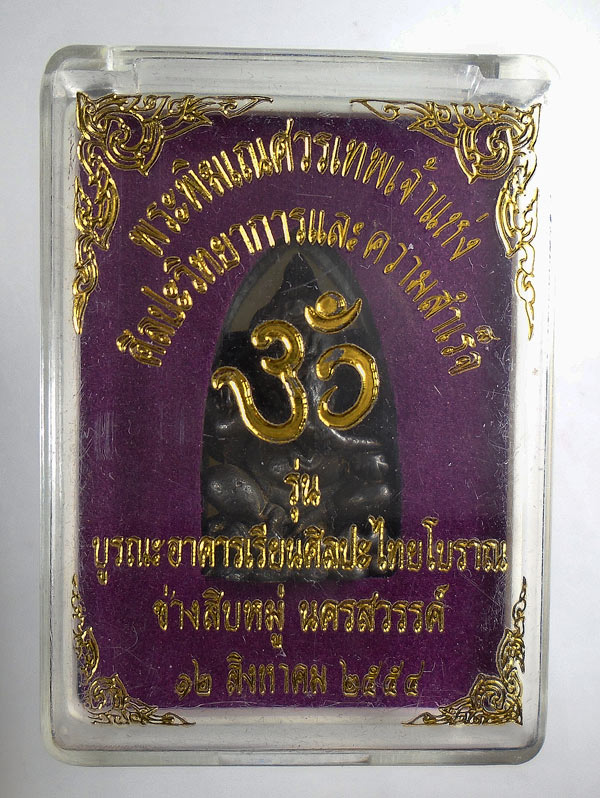 พระพิฆเณศวรเทพเจ้าแห่ง
ศิลปะวิทยาการและความสำเร็จ
รุ่น
บูรณะอาคารเรียนศิลปะไทยโบราณ
ช่างสิบหมู่ นครสวรรค์
๑๒ สิงหาคม ๒๕๕๔